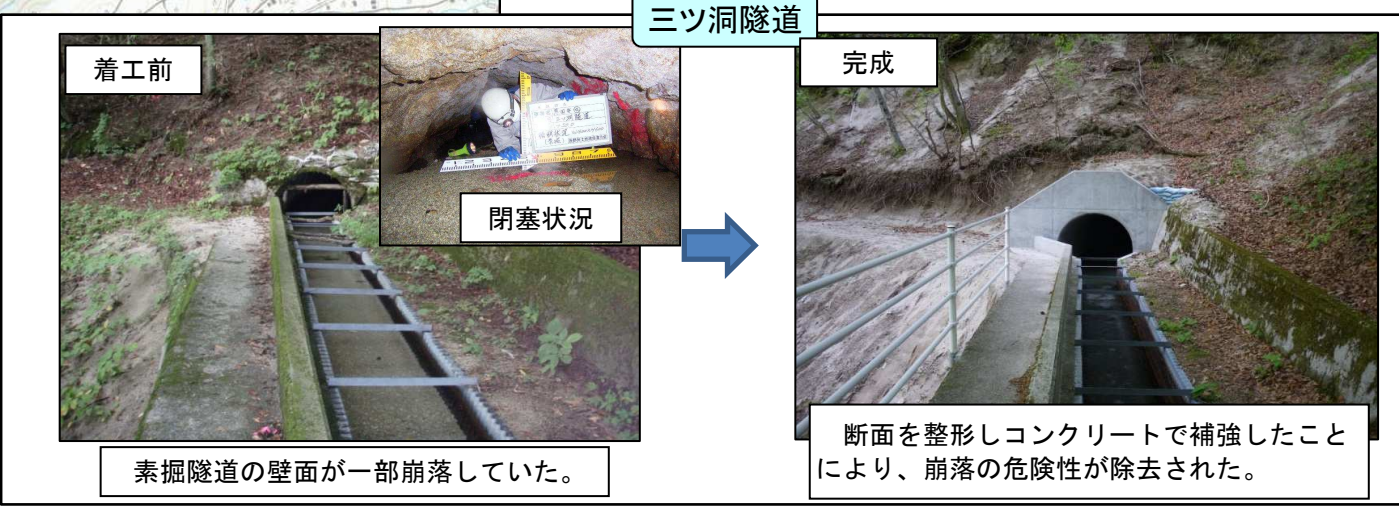 三ツ洞隧道
着工前
閉塞状況
完成
素掘隧道の壁面が一部崩落していた。
断面を整形しコンクリートで補強したこと
により、崩落の危険性が除去された。